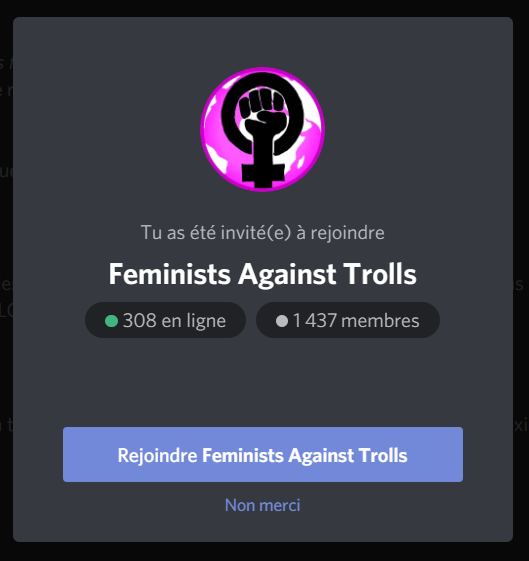 Tu as été invité(e) à rejoindre
Feminists Against Trolls
308 en ligne
1 437 membres
Rejoindre Feminists Against Trolls
Non merci